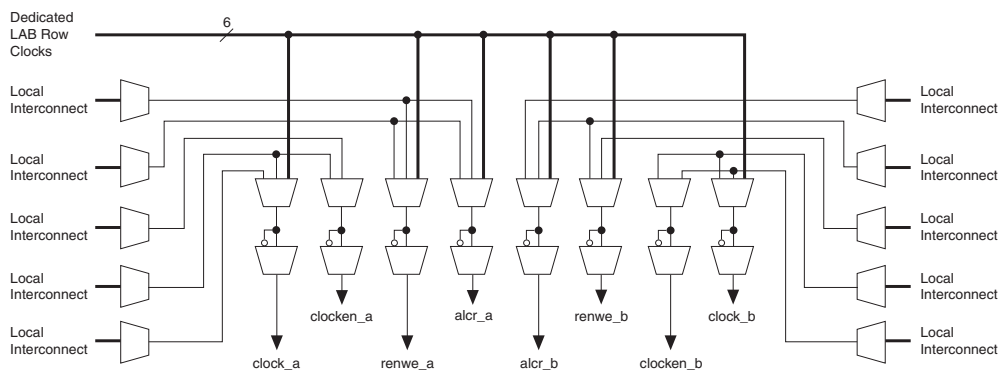 Dedicated
LAB Row
Clocks
6
Local
Interconnect
Local
Interconnect
Local
Interconnect
Local
Interconnect
Local
Interconnect
Local
Interconnect
Local
Interconnect
Local
Interconnect
Local
Interconnect
Local
Interconnect
clocken_a
alcr_a
renwe_b
clock_b
clock_a
renwe_a
alcr_b
clocken_b